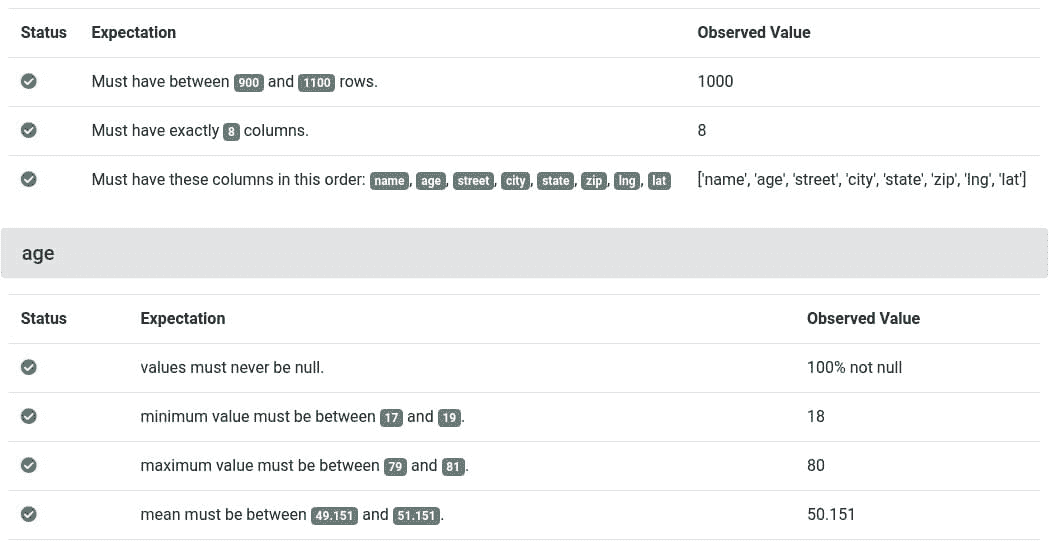 Status Expectation Observed Value
Must have between 900 and 1100 rows. 1000
Must have exactly 8 columns. 8
Must have these columns in this order: name, age, street, city, state, zip, lng, lat ['name', 'age', 'street', 'city', 'state', 'zip', 'lng', 'lat']
age
Status Expectation Observed Value
values must never be null. 100% not null
minimum value must be between 17 and 19. 18
maximum value must be between 79 and 81. 80
mean must be between 49.151 and 51.151. 50.151